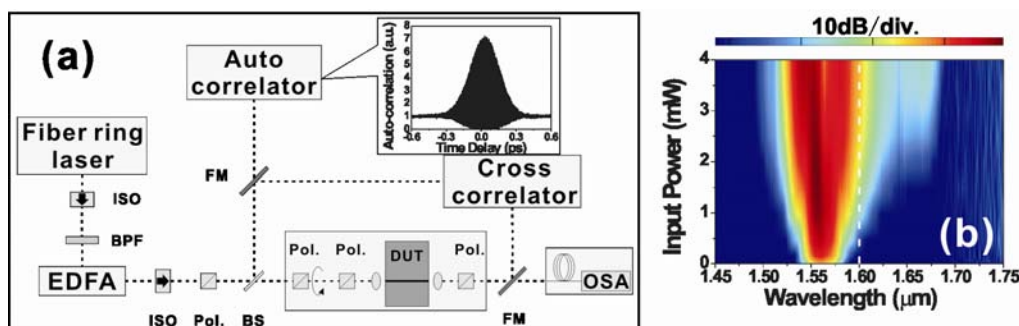 (a)
Auto
correlator
Auto-correlation (a.u.)
8
7
6
5
4
3
2
1
0
-0.6 -0.3 0.0 0.3 0.6
Time Delay (ps)
Fiber ring
laser
ISO
BPF
EDFA
ISO
Pol.
BS
FM
Cross
correlator
Pol.
Pol.
DUT
Pol.
FM
OSA
10dB/div.
Input Power (mW)
4
3
2
1
0
(b)
1.45 1.50 1.55 1.60 1.65 1.70 1.75
Wavelength (μm)